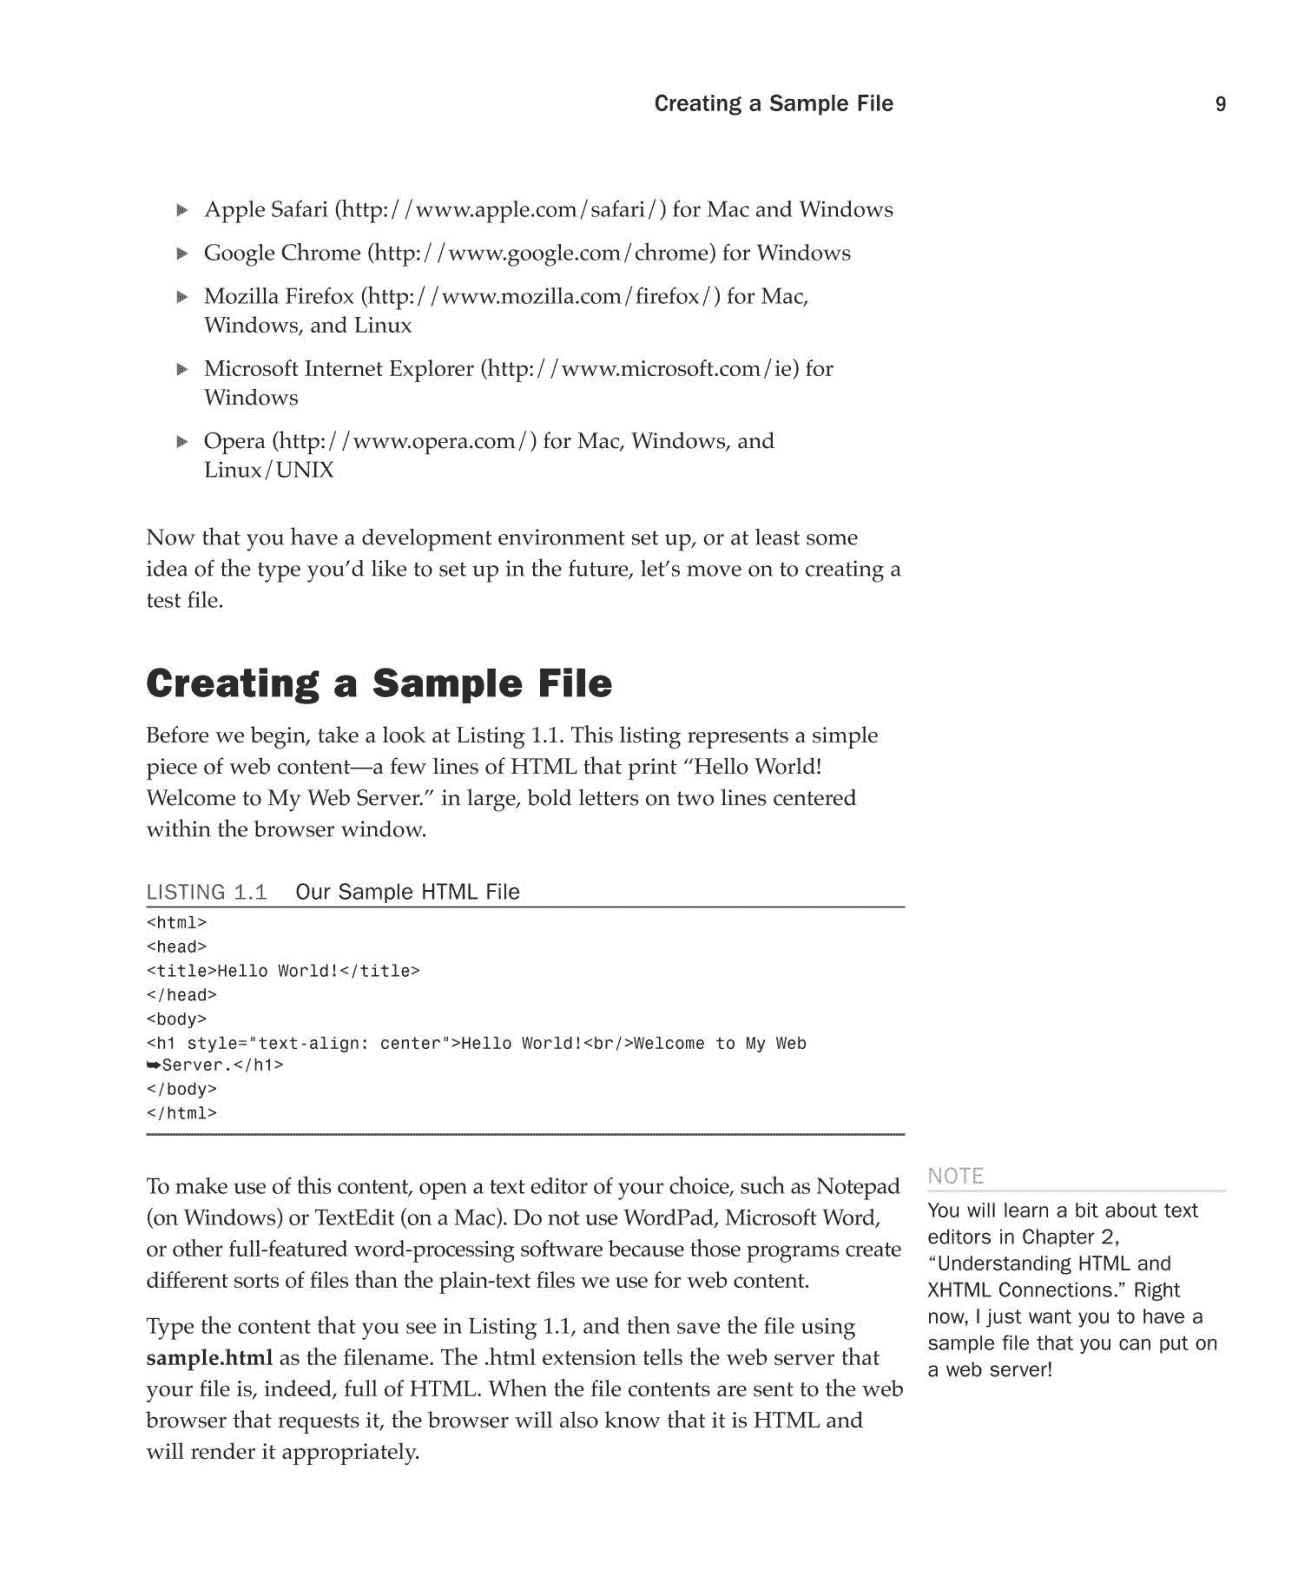 Creating a Sample File 9
▶ Apple Safari (http://www.apple.com/safari/) for Mac and Windows
▶ Google Chrome (http://www.google.com/chrome) for Windows
▶ Mozilla Firefox (http://www.mozilla.com/firefox/) for Mac,
Windows, and Linux
▶ Microsoft Internet Explorer (http://www.microsoft.com/ie) for
Windows
▶ Opera (http://www.opera.com/) for Mac, Windows, and
Linux/UNIX
Now that you have a development environment set up, or at least some
idea of the type you’d like to set up in the future, let’s move on to creating a
test file.
Creating a Sample File
Before we begin, take a look at Listing 1.1. This listing represents a simple
piece of web content—a few lines of HTML that print “Hello World!
Welcome to My Web Server.” in large, bold letters on two lines centered
within the browser window.
LISTING 1.1 Our Sample HTML File
<html>
<head>
<title>Hello World!</title>
</head>
<body>
<h1 style="text-align: center">Hello World!<br/>Welcome to My Web
➥Server.</h1>
</body>
</html>
To make use of this content, open a text editor of your choice, such as Notepad
(on Windows) or TextEdit (on a Mac). Do not use WordPad, Microsoft Word,
or other full-featured word-processing software because those programs create
different sorts of files than the plain-text files we use for web content.
Type the content that you see in Listing 1.1, and then save the file using
sample.html as the filename. The .html extension tells the web server that
your file is, indeed, full of HTML. When the file contents are sent to the web
browser that requests it, the browser will also know that it is HTML and
will render it appropriately.
NOTE
You will learn a bit about text
editors in Chapter 2,
“Understanding HTML and
XHTML Connections.” Right
now, I just want you to have a
sample file that you can put on
a web server!